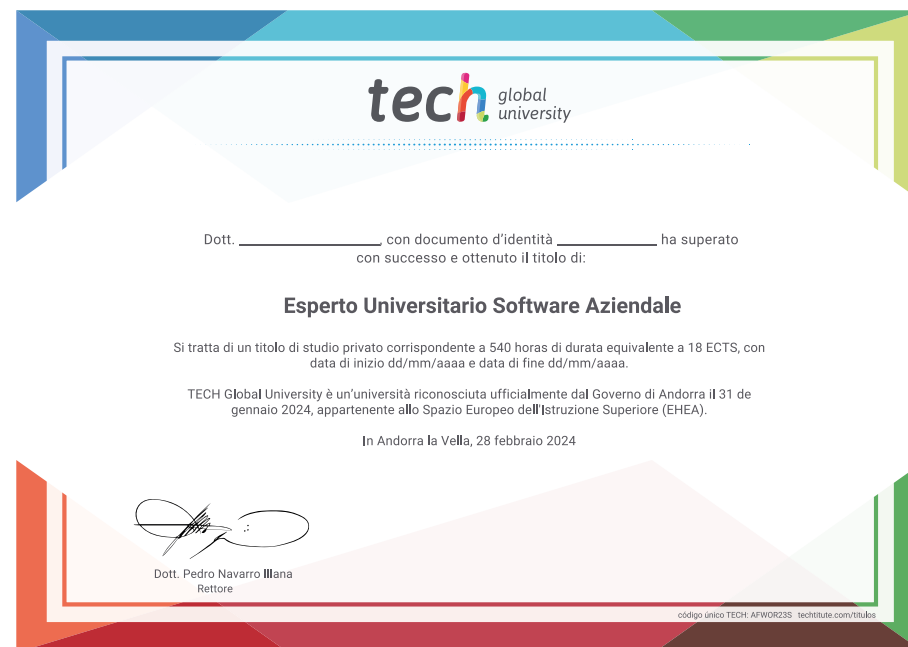 tech global university
Dott. ____________________, con documento d'identità ______________ ha superato
con successo e ottenuto il titolo di:
Esperto Universitario Software Aziendale
Si tratta di un titolo di studio privato corrispondente a 540 horas di durata equivalente a 18 ECTS, con
data di inizio dd/mm/aaaa e data di fine dd/mm/aaaa.
TECH Global University è un'università riconosciuta ufficialmente dal Governo di Andorra il 31 de
gennaio 2024, appartenente allo Spazio Europeo dell'Istruzione Superiore (EHEA).
In Andorra la Vella, 28 febbraio 2024
Dott. Pedro Navarro Illana
Rettore
código único TECH: AFWOR23S techtitute.com/titulos